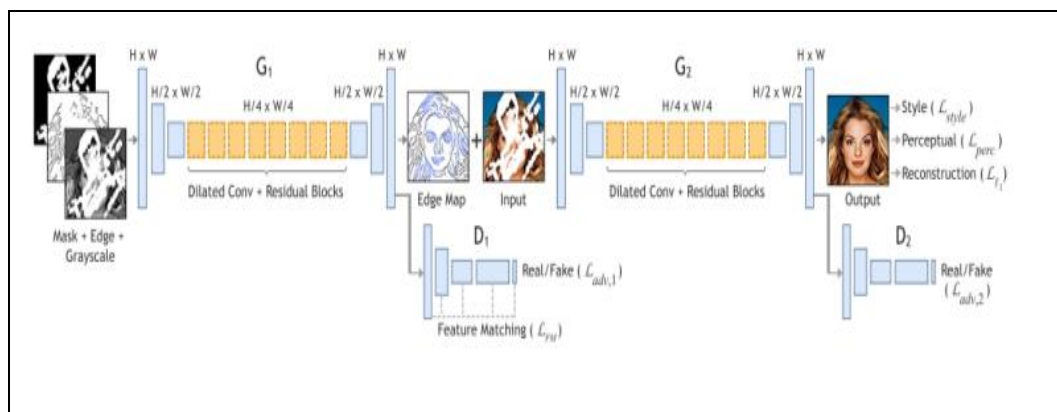 H x W
G₁
H x W
H/2 x W/2
H/4 x W/4
H/2 x W/2
Dilated Conv + Residual Blocks
Mask + Edge +
Grayscale
Edge Map
+
Input
H x W
G₂
H x W
H/2 x W/2
H/4 x W/4
H/2 x W/2
Dilated Conv + Residual Blocks
Output
Style (ℒstyle)
Perceptual (ℒperc)
Reconstruction (ℒℓ₁)
D₁
Real/Fake (ℒadv,1)
Feature Matching (ℒFM)
D₂
Real/Fake
(ℒadv,2)